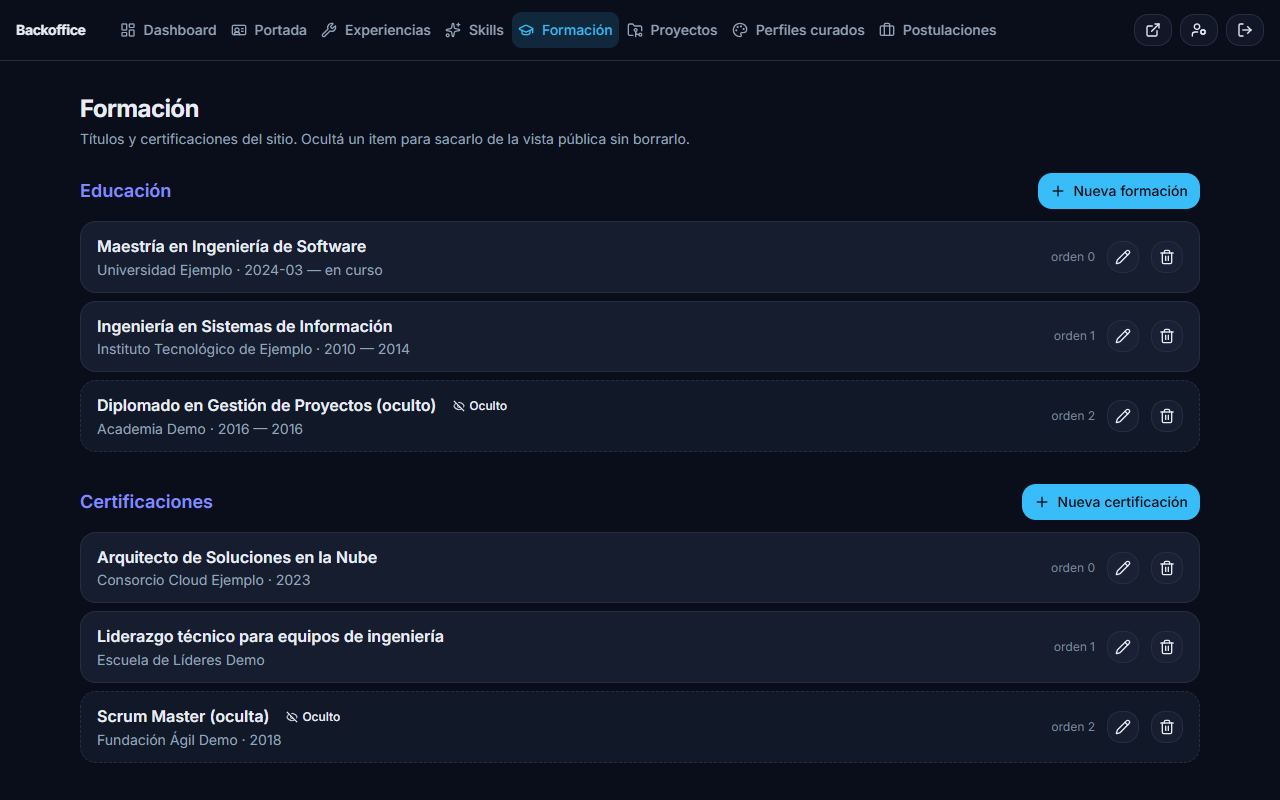 Backoffice Dashboard Portada Experiencias Skills Formación Proyectos Perfiles curados Postulaciones
Formación
Títulos y certificaciones del sitio. Ocultá un item para sacarlo de la vista pública sin borrarlo.
Educación
Nueva formación
Maestría en Ingeniería de Software
Universidad Ejemplo · 2024-03 — en curso
orden 0
Ingeniería en Sistemas de Información
Instituto Tecnológico de Ejemplo · 2010 — 2014
orden 1
Diplomado en Gestión de Proyectos (oculto) Oculto
Academia Demo · 2016 — 2016
orden 2
Certificaciones
Nueva certificación
Arquitecto de Soluciones en la Nube
Consorcio Cloud Ejemplo · 2023
orden 0
Liderazgo técnico para equipos de ingeniería
Escuela de Líderes Demo
orden 1
Scrum Master (oculta) Oculto
Fundación Ágil Demo · 2018
orden 2